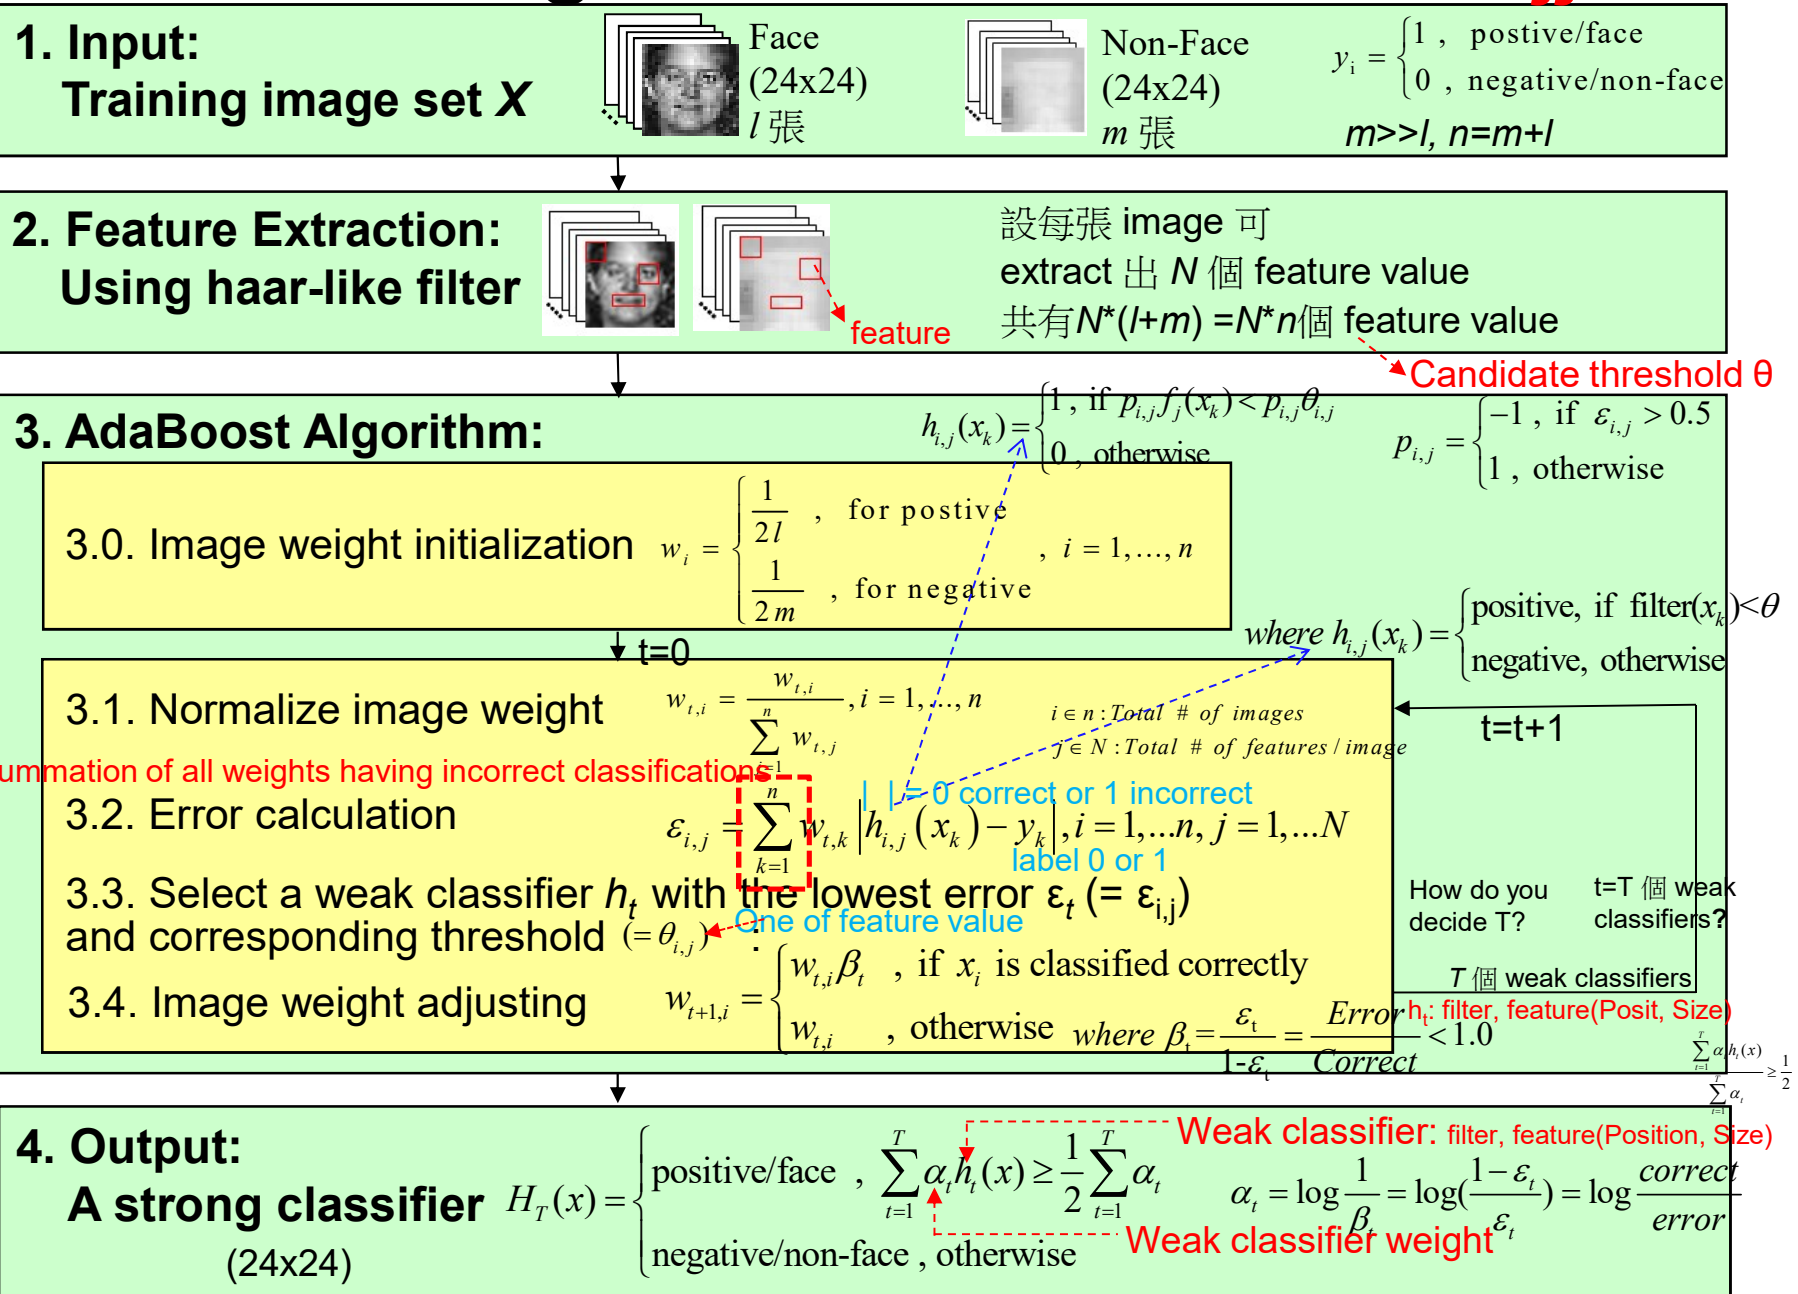 1. Input:
Training image set X
Face
(24x24)
l 張
Non-Face
(24x24)
m 張
y_i = { 1 , postive/face
0 , negative/non-face
m>>l, n=m+l
2. Feature Extraction:
Using haar-like filter
feature
設每張 image 可
extract 出 N 個 feature value
共有N*(l+m) =N*n個 feature value
Candidate threshold θ
3. AdaBoost Algorithm:
h_{i,j}(x_k) = { 1 , if p_{i,j} f_j(x_k) < p_{i,j} θ_{i,j}
0 , otherwise
p_{i,j} = { −1 , if ε_{i,j} > 0.5
1 , otherwise
3.0. Image weight initialization
w_i = { 1/(2l) , for postive
1/(2m) , for negative , i = 1,..., n
t=0
where h_{i,j}(x_k) = { positive, if filter(x_k)<θ
negative, otherwise
3.1. Normalize image weight
w_{t,i} = w_{t,i} / ∑_{j=1}^{n} w_{t,j} , i = 1,..., n
i ∈ n : Total # of images
j ∈ N : Total # of features / image
t=t+1
ummation of all weights having incorrect classifications
| | = 0 correct or 1 incorrect
3.2. Error calculation
ε_{i,j} = ∑_{k=1}^{n} w_{t,k} |h_{i,j}(x_k) − y_k|, i = 1,...n, j = 1,...N
label 0 or 1
3.3. Select a weak classifier h_t with the lowest error ε_t (= ε_{i,j})
and corresponding threshold (= θ_{i,j}) :
One of feature value
How do you
decide T?
t=T 個 weak
classifiers?
3.4. Image weight adjusting
w_{t+1,i} = { w_{t,i} β_t , if x_i is classified correctly
w_{t,i} , otherwise
where β_t = ε_t / (1-ε_t) = Error / Correct < 1.0
T 個 weak classifiers
h_t: filter, feature(Posit, Size)
∑_{t=1}^{T} α_t h_t(x) / ∑_{t=1}^{T} α_t ≥ 1/2
4. Output:
A strong classifier
(24x24)
H_T(x) = { positive/face , ∑_{t=1}^{T} α_t h_t(x) ≥ 1/2 ∑_{t=1}^{T} α_t
negative/non-face , otherwise
Weak classifier: filter, feature(Position, Size)
α_t = log 1/β_t = log((1−ε_t)/ε_t) = log correct/error
Weak classifier weight